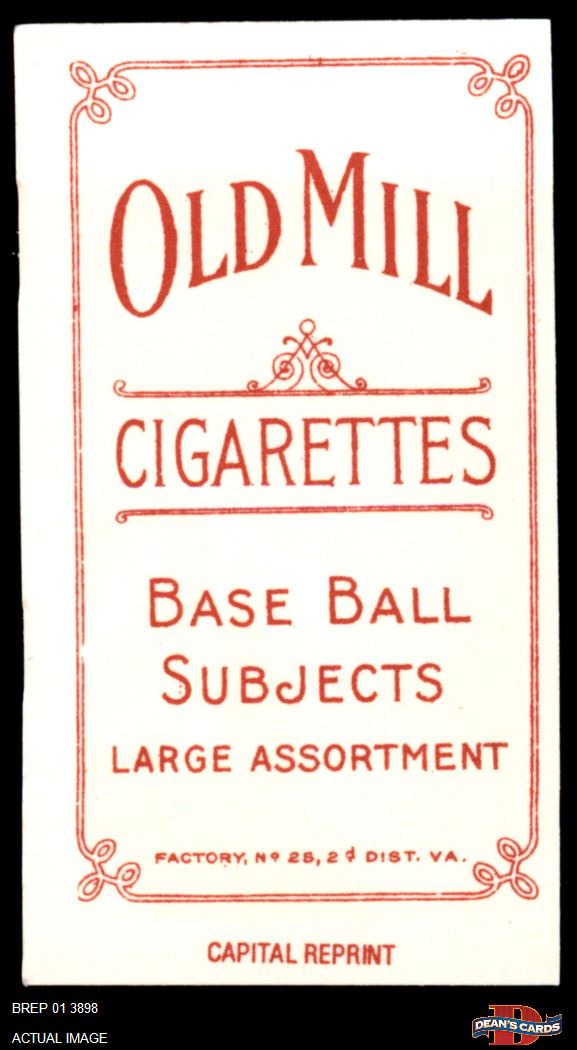 OLD MILL
CIGARETTES
BASE BALL
SUBJECTS
LARGE ASSORTMENT
FACTORY, Nº 25, 2d DIST. VA.
CAPITAL REPRINT
BREP 01 3898
ACTUAL IMAGE
D
DEAN'S CARDS